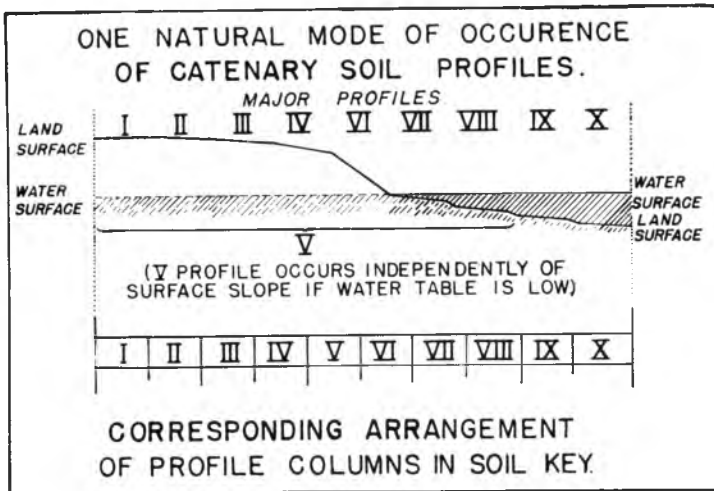 ONE NATURAL MODE OF OCCURENCE
OF CATENARY SOIL PROFILES.
MAJOR PROFILES
I II III IV VI VII VIII IX X
LAND
SURFACE
WATER
SURFACE
WATER
SURFACE
LAND
SURFACE
V
(V PROFILE OCCURS INDEPENDENTLY OF
SURFACE SLOPE IF WATER TABLE IS LOW)
I II III IV V VI VII VIII IX X
CORRESPONDING ARRANGEMENT
OF PROFILE COLUMNS IN SOIL KEY.